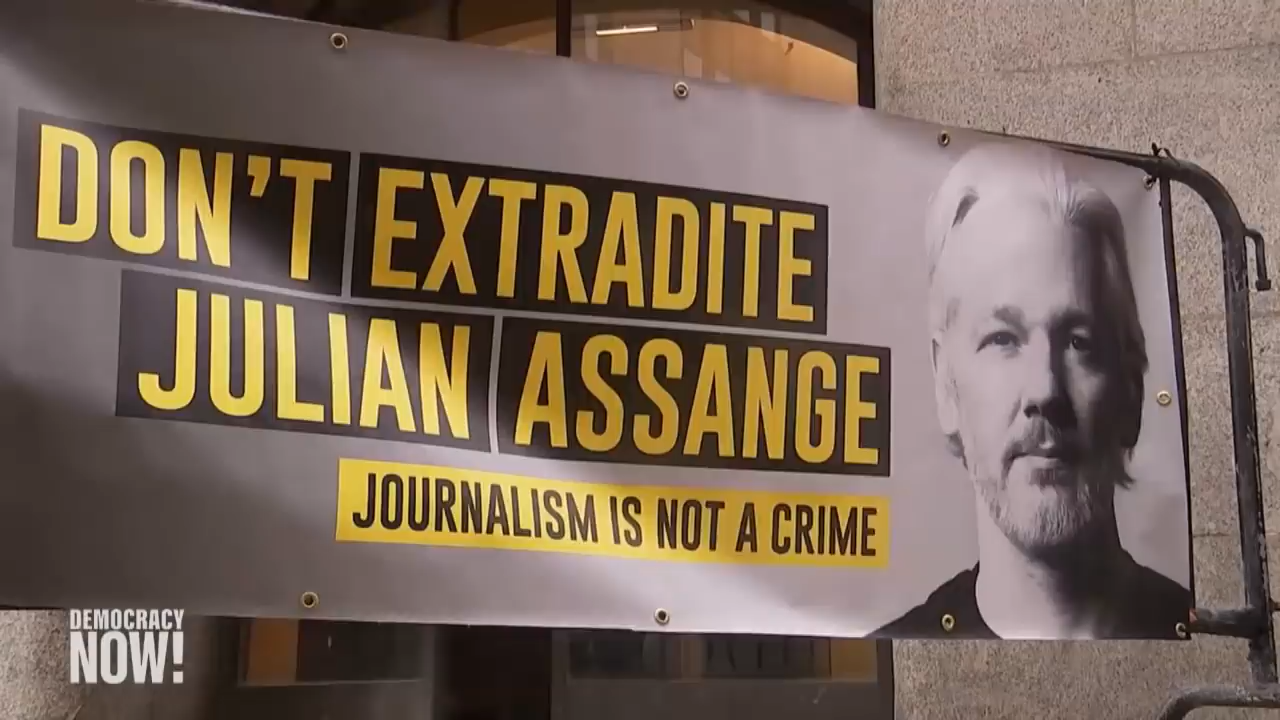 DON'T EXTRADITE
JULIAN ASSANGE
JOURNALISM IS NOT A CRIME
DEMOCRACY
NOW!